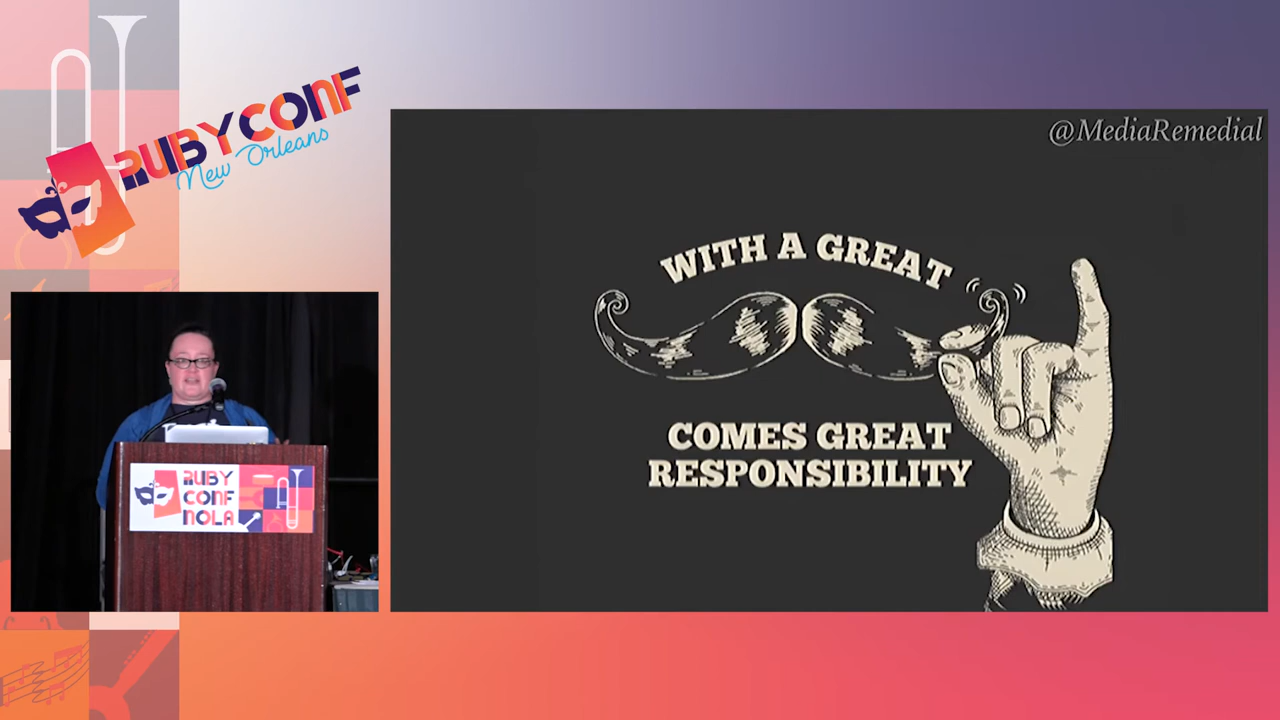 RUBYCONF
New Orleans
@MediaRemedial
WITH A GREAT
COMES GREAT
RESPONSIBILITY
RUBY
CONF
NOLA